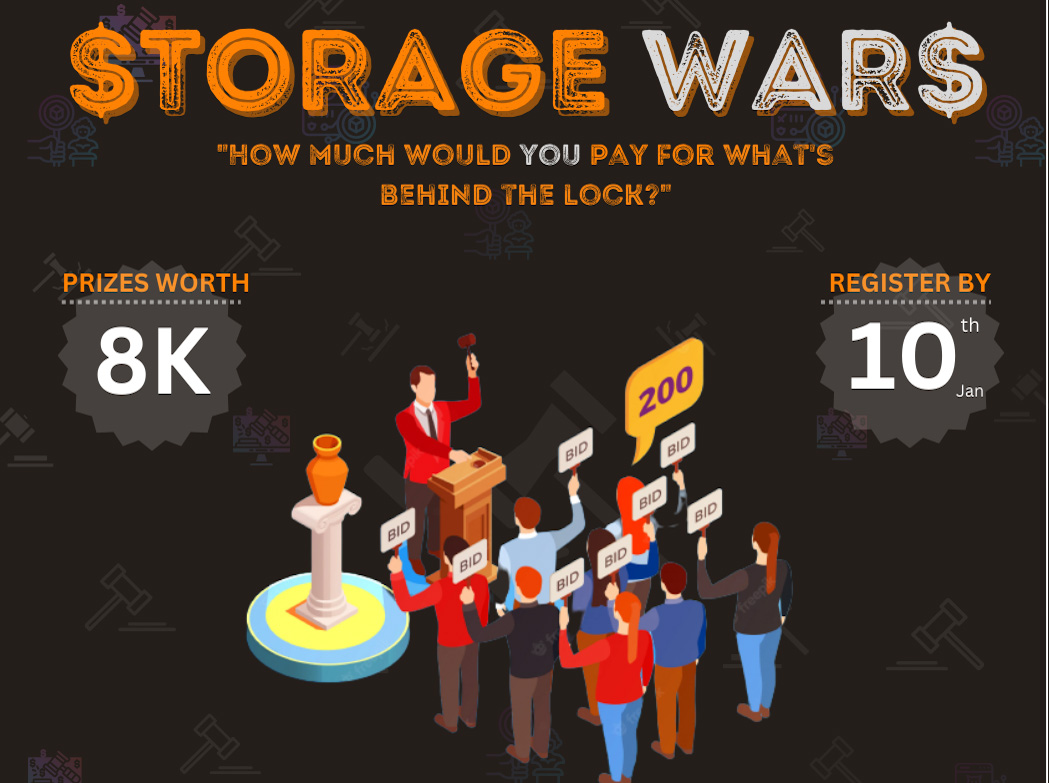 $TORAGE WAR$
"HOW MUCH WOULD YOU PAY FOR WHAT'S
BEHIND THE LOCK?"
PRIZES WORTH
8K
REGISTER BY
10th
Jan
200
BID
BID
BID
BID
BID
BID
BID
BID